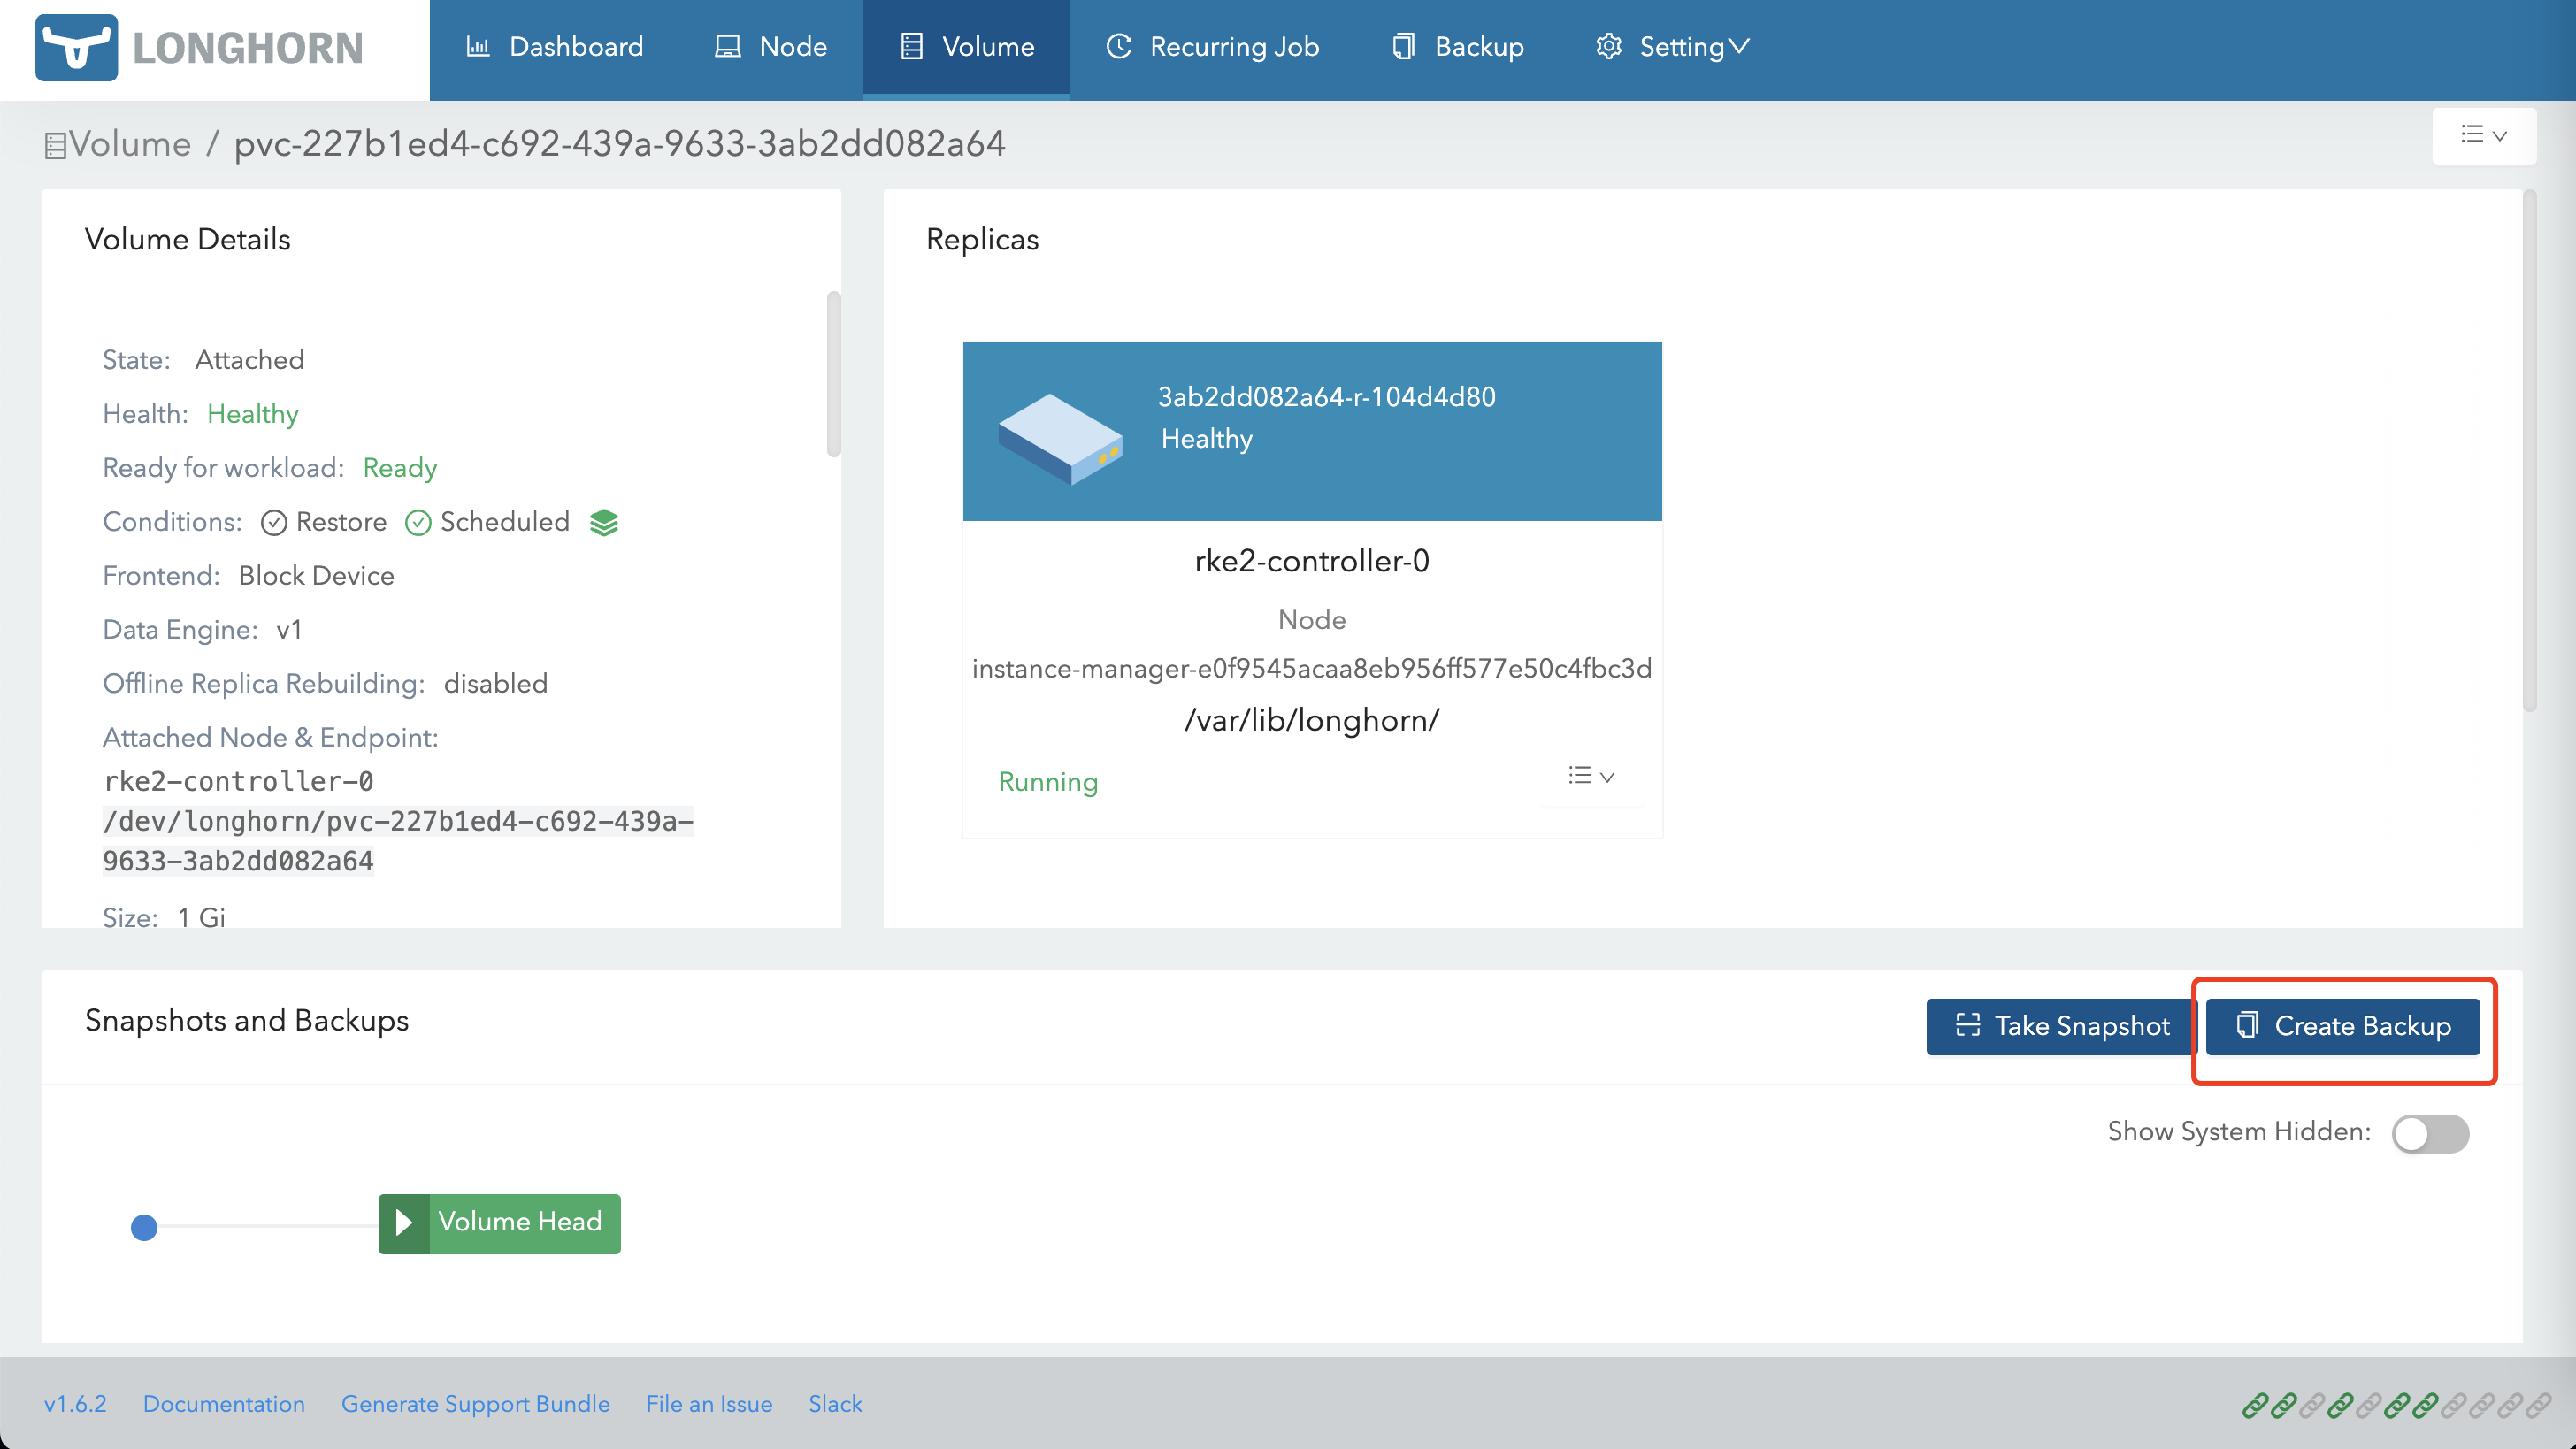 LONGHORN
Dashboard
Node
Volume
Recurring Job
Backup
Setting
Volume / pvc-227b1ed4-c692-439a-9633-3ab2dd082a64
Volume Details
State: Attached
Health: Healthy
Ready for workload: Ready
Conditions: Restore Scheduled
Frontend: Block Device
Data Engine: v1
Offline Replica Rebuilding: disabled
Attached Node & Endpoint:
rke2-controller-0
/dev/longhorn/pvc-227b1ed4-c692-439a-
9633-3ab2dd082a64
Size: 1 Gi
Replicas
3ab2dd082a64-r-104d4d80
Healthy
rke2-controller-0
Node
instance-manager-e0f9545acaa8eb956ff577e50c4fbc3d
/var/lib/longhorn/
Running
Snapshots and Backups
Take Snapshot
Create Backup
Show System Hidden:
Volume Head
v1.6.2
Documentation
Generate Support Bundle
File an Issue
Slack